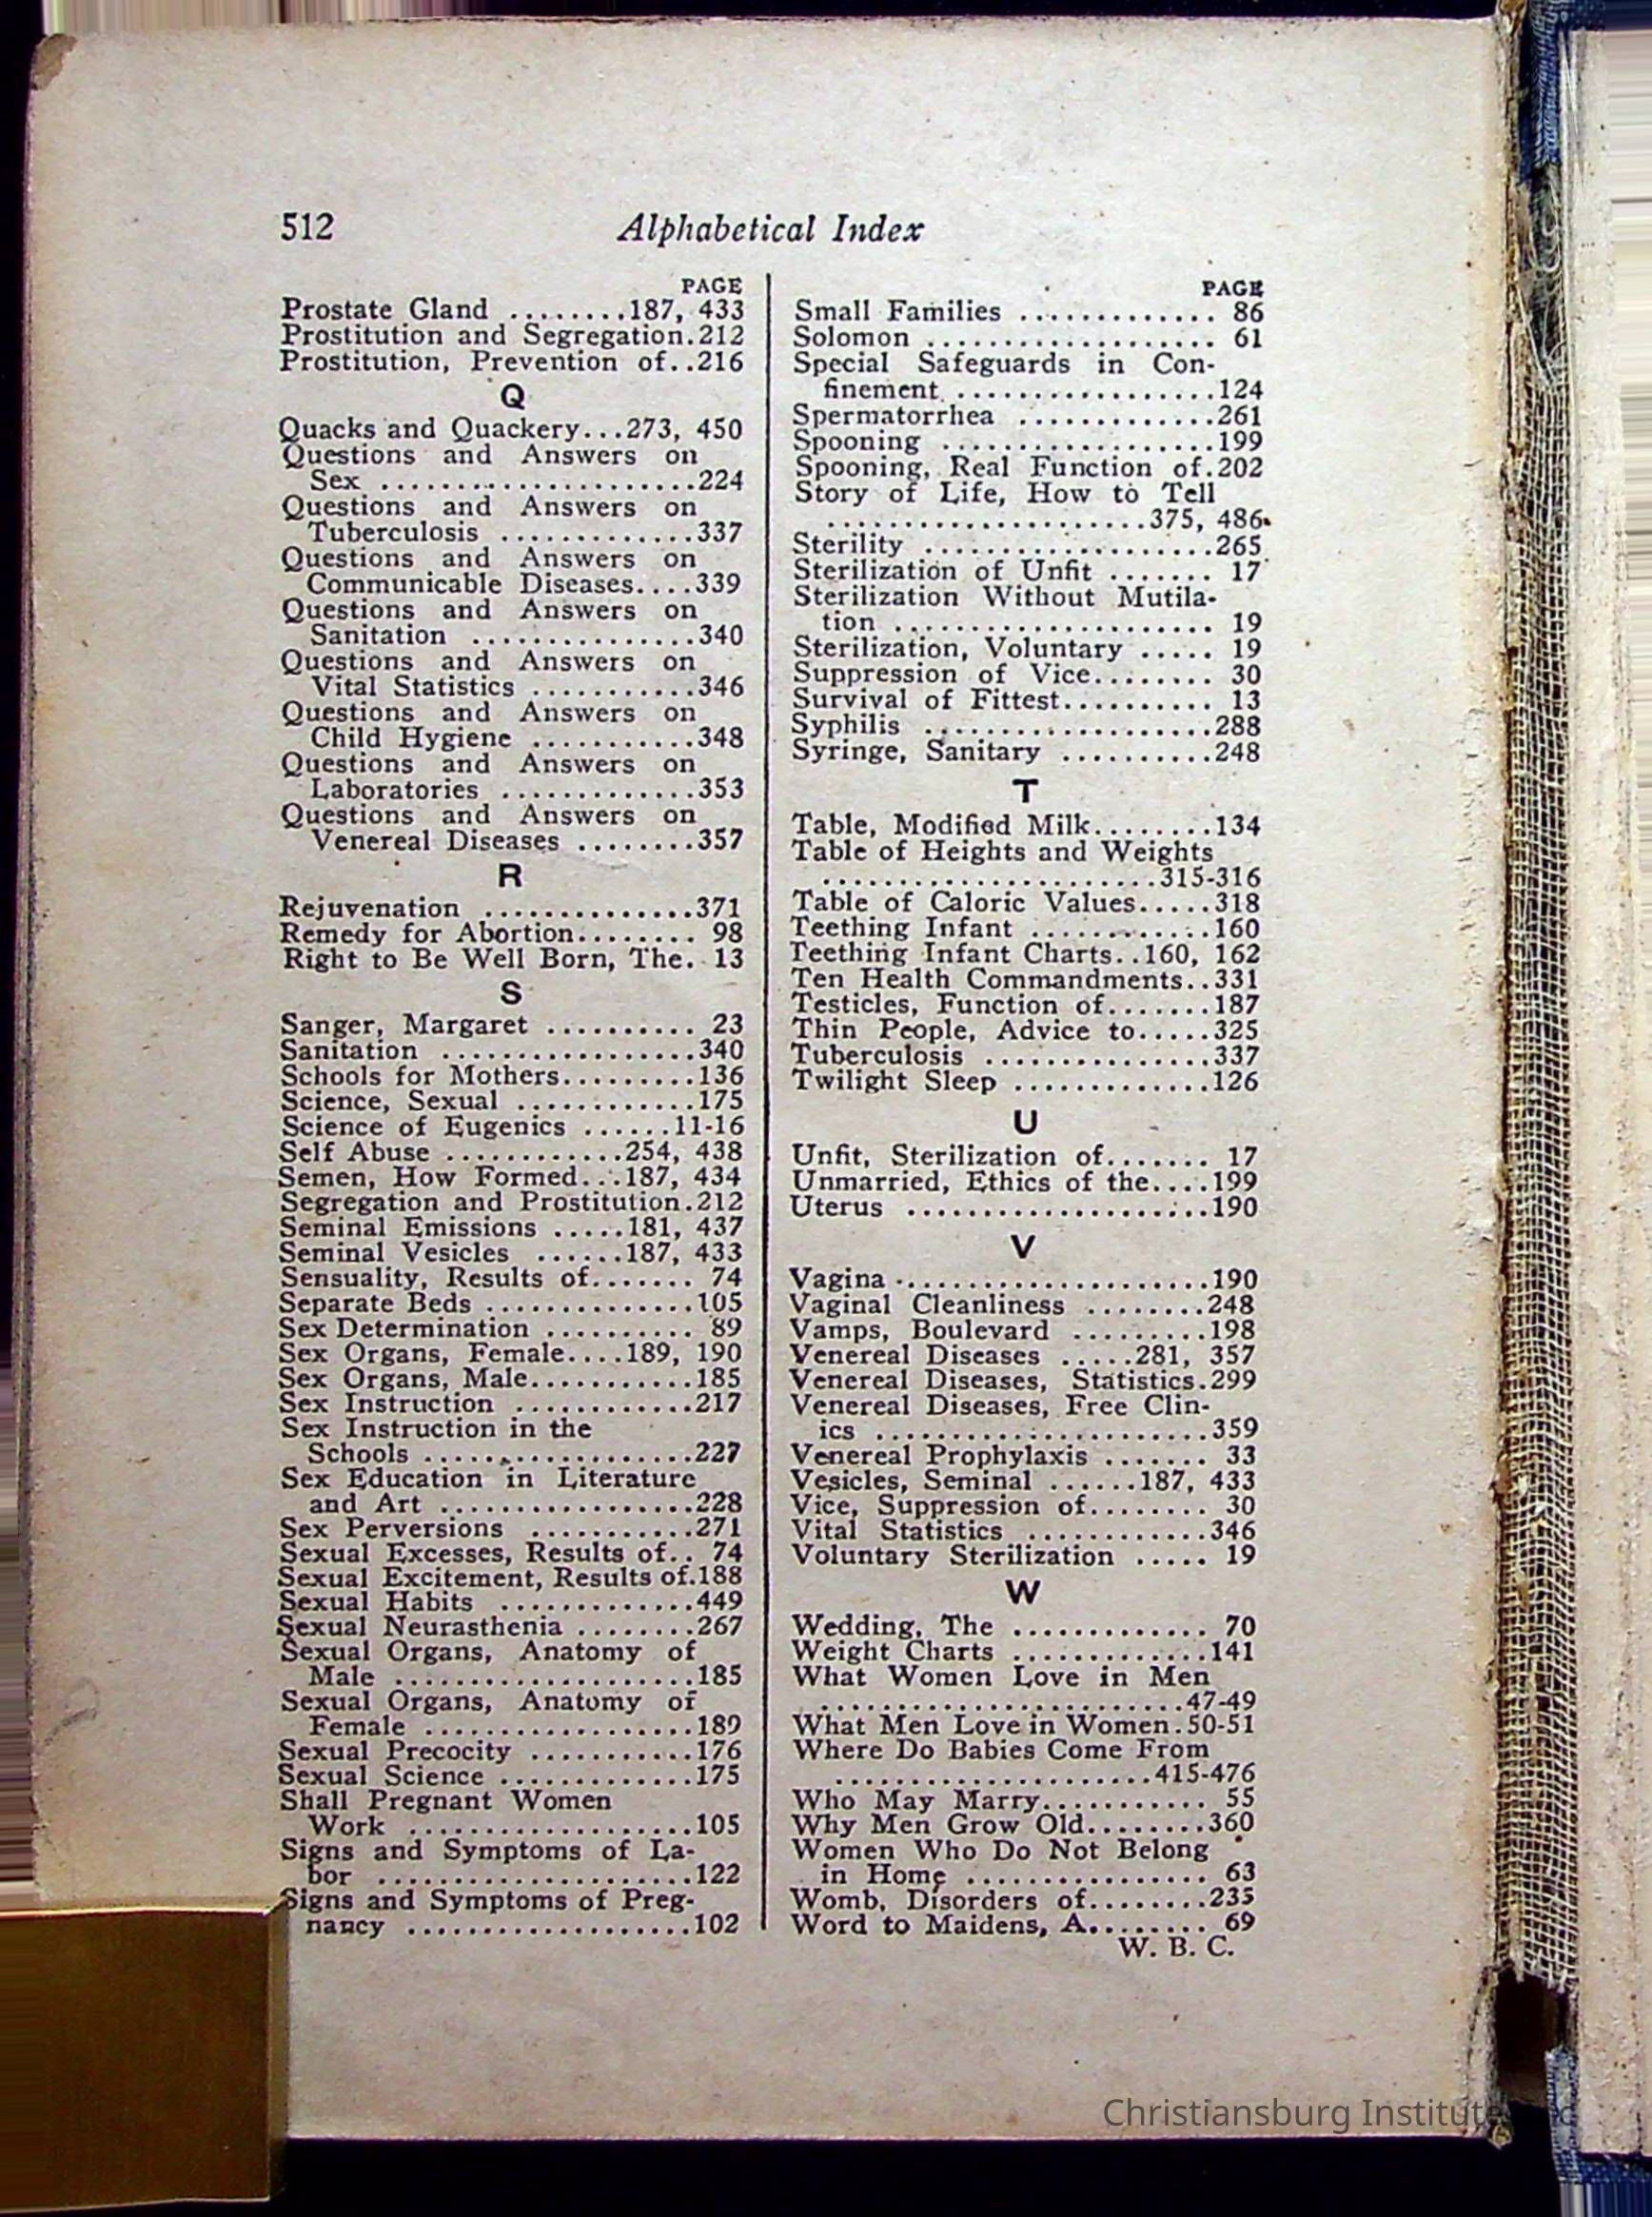 512 Alphabetical Index
PAGE
Prostate Gland ........187, 433
Prostitution and Segregation.212
Prostitution, Prevention of..216
Q
Quacks and Quackery...273, 450
Questions and Answers on
Sex .....................224
Questions and Answers on
Tuberculosis .............337
Questions and Answers on
Communicable Diseases....339
Questions and Answers on
Sanitation ...............340
Questions and Answers on
Vital Statistics ...........346
Questions and Answers on
Child Hygiene ...........348
Questions and Answers on
Laboratories .............353
Questions and Answers on
Venereal Diseases ........357
R
Rejuvenation ..............371
Remedy for Abortion........ 98
Right to Be Well Born, The. 13
S
Sanger, Margaret .......... 23
Sanitation .................340
Schools for Mothers.........136
Science, Sexual ............175
Science of Eugenics ......11-16
Self Abuse ............254, 438
Semen, How Formed...187, 434
Segregation and Prostitution.212
Seminal Emissions .....181, 437
Seminal Vesicles ......187, 433
Sensuality, Results of....... 74
Separate Beds ..............105
Sex Determination .......... 89
Sex Organs, Female....189, 190
Sex Organs, Male...........185
Sex Instruction ............217
Sex Instruction in the
Schools ..................227
Sex Education in Literature
and Art .................228
Sex Perversions ...........271
Sexual Excesses, Results of.. 74
Sexual Excitement, Results of.188
Sexual Habits .............449
Sexual Neurasthenia ........267
Sexual Organs, Anatomy of
Male ....................185
Sexual Organs, Anatomy of
Female ..................189
Sexual Precocity ...........176
Sexual Science .............175
Shall Pregnant Women
Work ...................105
Signs and Symptoms of La-
bor .....................122
Signs and Symptoms of Preg-
nancy ...................102
PAGE
Small Families ............. 86
Solomon ................... 61
Special Safeguards in Con-
finement .................124
Spermatorrhea .............261
Spooning ..................199
Spooning, Real Function of.202
Story of Life, How to Tell
.....................375, 486
Sterility ...................265
Sterilization of Unfit ....... 17
Sterilization Without Mutila-
tion ..................... 19
Sterilization, Voluntary ..... 19
Suppression of Vice........ 30
Survival of Fittest.......... 13
Syphilis ...................288
Syringe, Sanitary ..........248
T
Table, Modified Milk........134
Table of Heights and Weights
......................315-316
Table of Caloric Values.....318
Teething Infant ............160
Teething Infant Charts..160, 162
Ten Health Commandments..331
Testicles, Function of.......187
Thin People, Advice to.....325
Tuberculosis ...............337
Twilight Sleep .............126
U
Unfit, Sterilization of....... 17
Unmarried, Ethics of the....199
Uterus ....................190
V
Vagina .....................190
Vaginal Cleanliness ........248
Vamps, Boulevard .........198
Venereal Diseases .....281, 357
Venereal Diseases, Statistics.299
Venereal Diseases, Free Clin-
ics ......................359
Venereal Prophylaxis ....... 33
Vesicles, Seminal ......187, 433
Vice, Suppression of........ 30
Vital Statistics ............346
Voluntary Sterilization ..... 19
W
Wedding, The ............. 70
Weight Charts .............141
What Women Love in Men
........................47-49
What Men Love in Women.50-51
Where Do Babies Come From
.....................415-476
Who May Marry........... 55
Why Men Grow Old........360
Women Who Do Not Belong
in Home ................ 63
Womb, Disorders of........235
Word to Maidens, A........ 69
W. B. C.
Christiansburg Institute